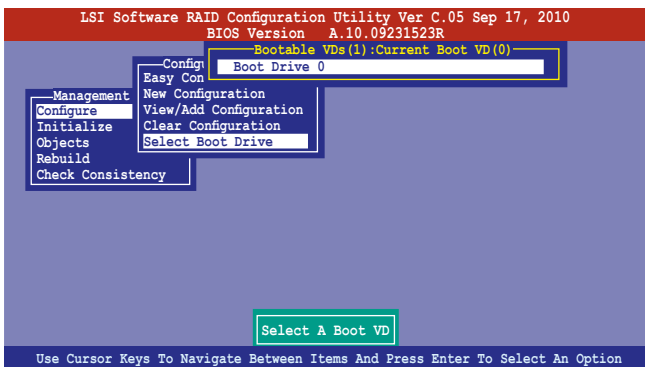 LSI Software RAID Configuration Utility Ver C.05 Sep 17, 2010
BIOS Version A.10.09231523R
Bootable VDs(1):Current Boot VD(0)
Boot Drive 0
Easy Con
New Configuration
View/Add Configuration
Clear Configuration
Select Boot Drive
Management
Configure
Initialize
Objects
Rebuild
Check Consistency
Select A Boot VD
Use Cursor Keys To Navigate Between Items And Press Enter To Select An Option